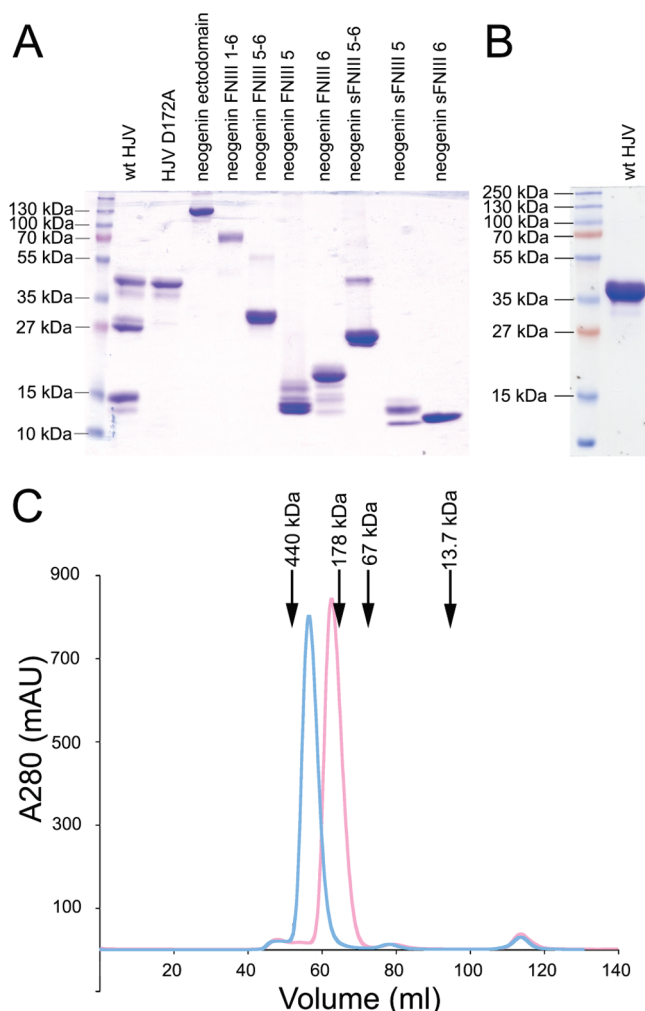 A
wt HJV
HJV D172A
neogenin ectodomain
neogenin FNIII 1-6
neogenin FNIII 5-6
neogenin FNIII 5
neogenin FNIII 6
neogenin sFNIII 5-6
neogenin sFNIII 5
neogenin sFNIII 6
130 kDa
100 kDa
70 kDa
55 kDa
35 kDa
27 kDa
15 kDa
10 kDa
B
wt HJV
250 kDa
130 kDa
100 kDa
70 kDa
55 kDa
35 kDa
27 kDa
15 kDa
C
440 kDa
178 kDa
67 kDa
13.7 kDa
900
700
500
300
100
A280 (mAU)
20
40
60
80
100
120
140
Volume (ml)